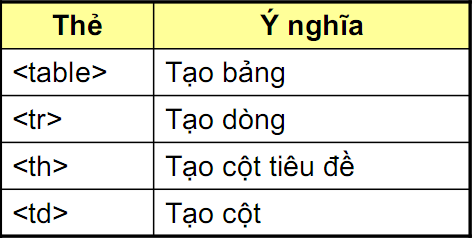 Thẻ Ý nghĩa
<table> Tạo bảng
<tr> Tạo dòng
<th> Tạo cột tiêu đề
<td> Tạo cột